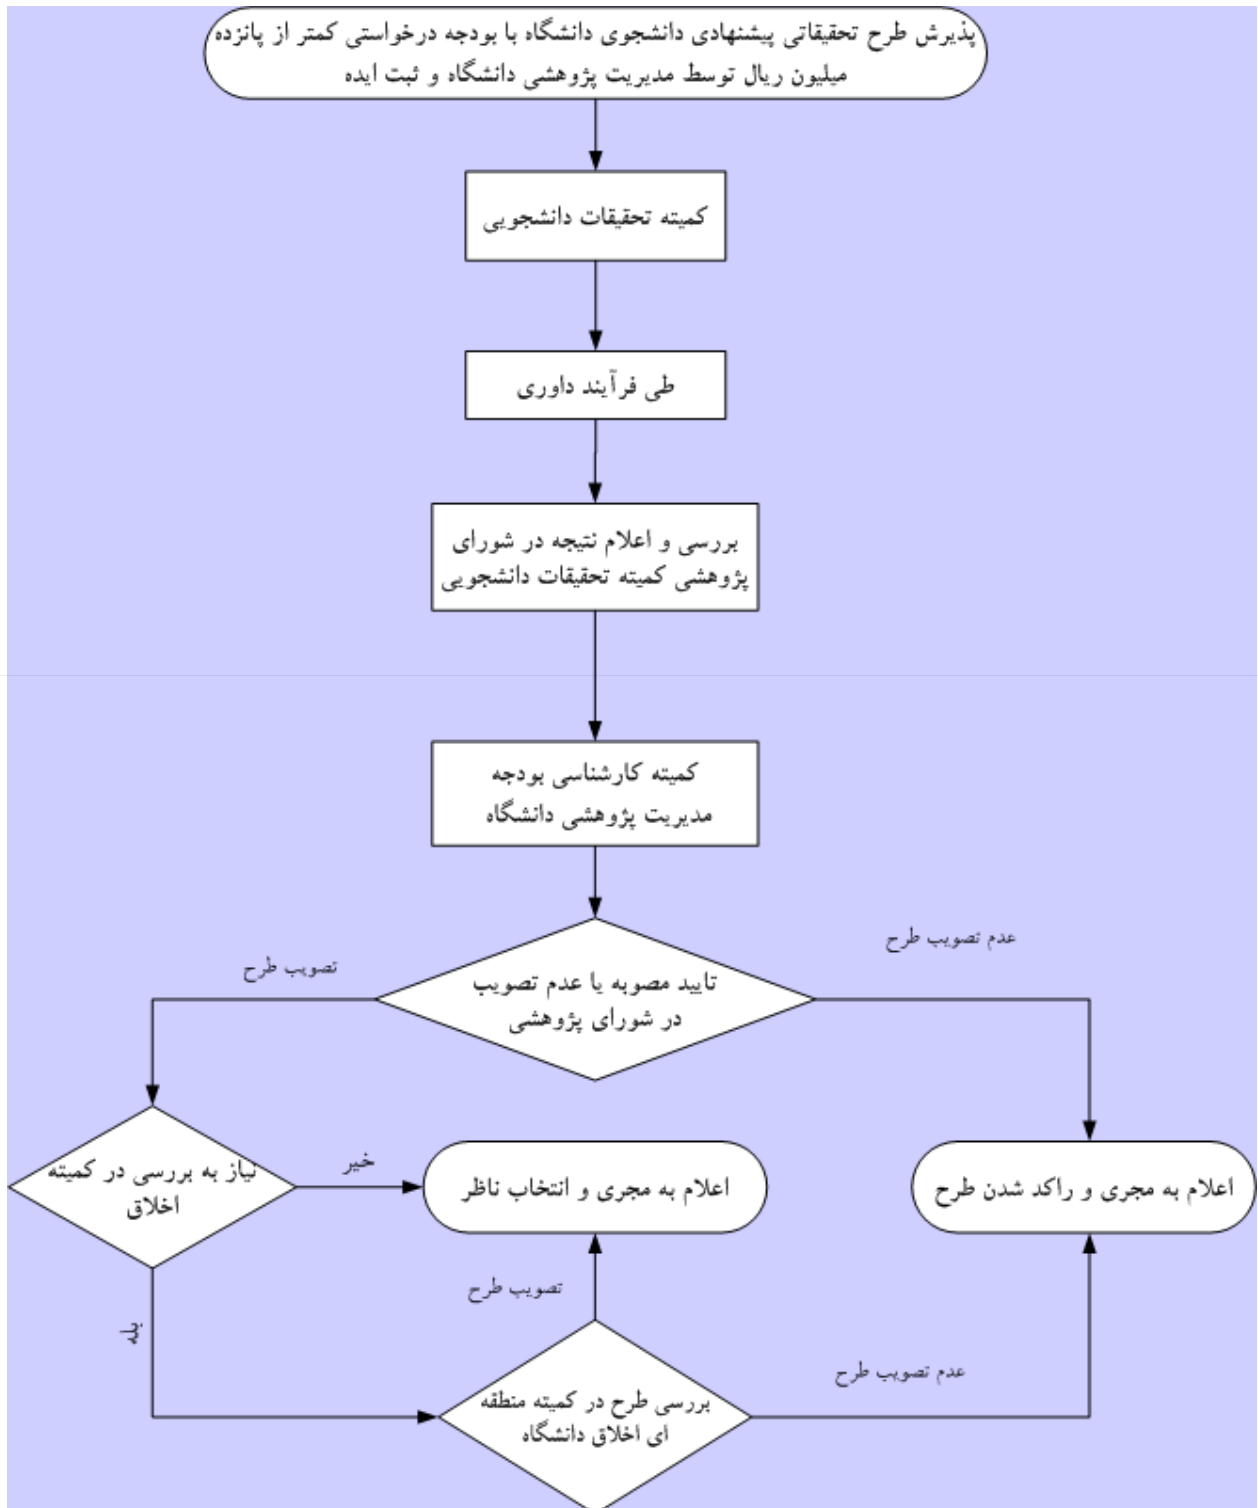 پذیرش طرح تحقیقاتی پیشنهادی دانشجوی دانشگاه با بودجه درخواستی کمتر از پانزده
میلیون ریال توسط مدیریت پژوهشی دانشگاه و ثبت ایده
کمیته تحقیقات دانشجویی
طی فرآیند داوری
بررسی و اعلام نتیجه در شورای
پژوهشی کمیته تحقیقات دانشجویی
کمیته کارشناسی بودجه
مدیریت پژوهشی دانشگاه
عدم تصویب طرح
تصویب طرح
تایید مصوبه یا عدم تصویب
در شورای پژوهشی
نیاز به بررسی در کمیته
اخلاق
خیر
اعلام به مجری و انتخاب ناظر
اعلام به مجری و راکد شدن طرح
تصویب طرح
بله
عدم تصویب طرح
بررسی طرح در کمیته منطقه
ای اخلاق دانشگاه